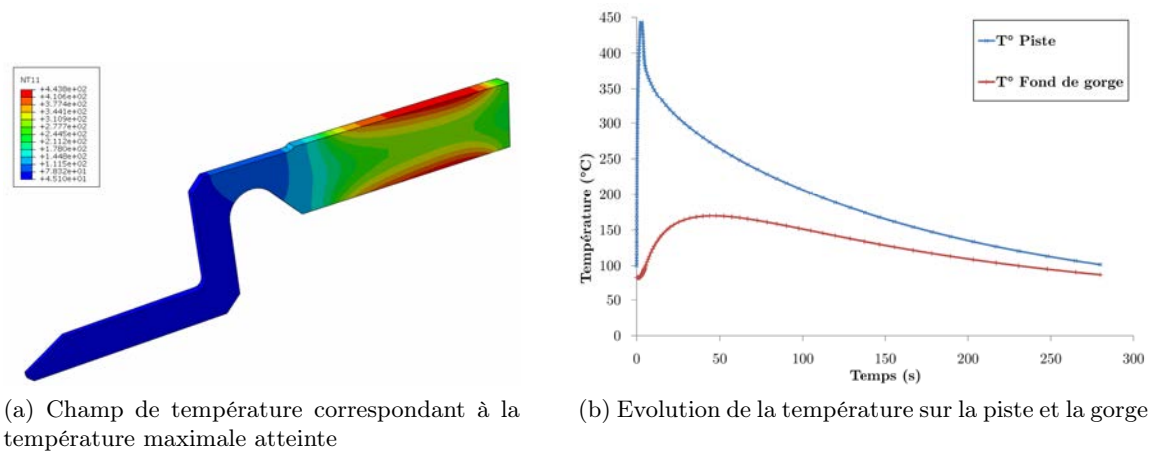 NT11
+4.438e+02
+4.106e+02
+3.774e+02
+3.441e+02
+3.109e+02
+2.777e+02
+2.445e+02
+2.112e+02
+1.780e+02
+1.448e+02
+1.115e+02
+7.832e+01
+4.510e+01
(a) Champ de température correspondant à la
température maximale atteinte
450
400
350
300
250
200
150
100
50
0
Température (°C)
0
50
100
150
200
250
300
Temps (s)
T° Piste
T° Fond de gorge
(b) Evolution de la température sur la piste et la gorge